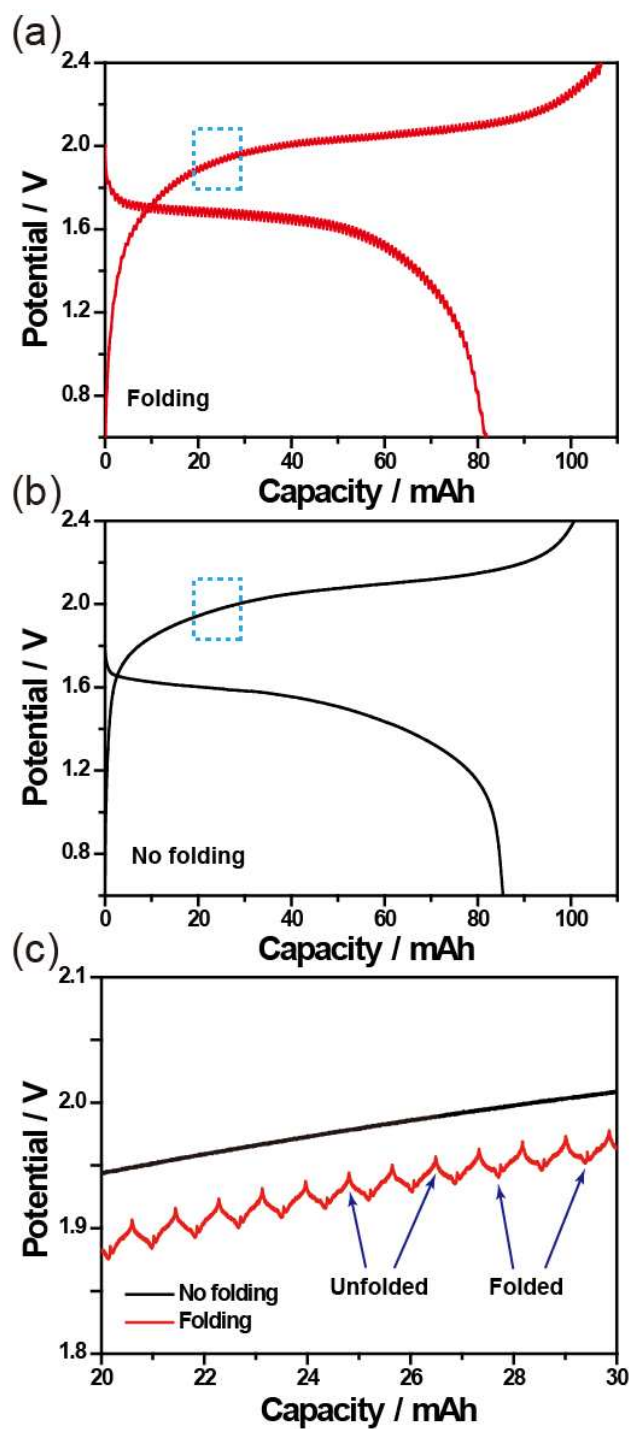 (a)
2.4
2.0
1.6
1.2
0.8
Potential / V
Folding
0 20 40 60 80 100
Capacity / mAh
(b)
2.4
2.0
1.6
1.2
0.8
Potential / V
No folding
0 20 40 60 80 100
Capacity / mAh
(c)
2.1
2.0
1.9
1.8
Potential / V
Unfolded Folded
No folding
Folding
20 22 24 26 28 30
Capacity / mAh